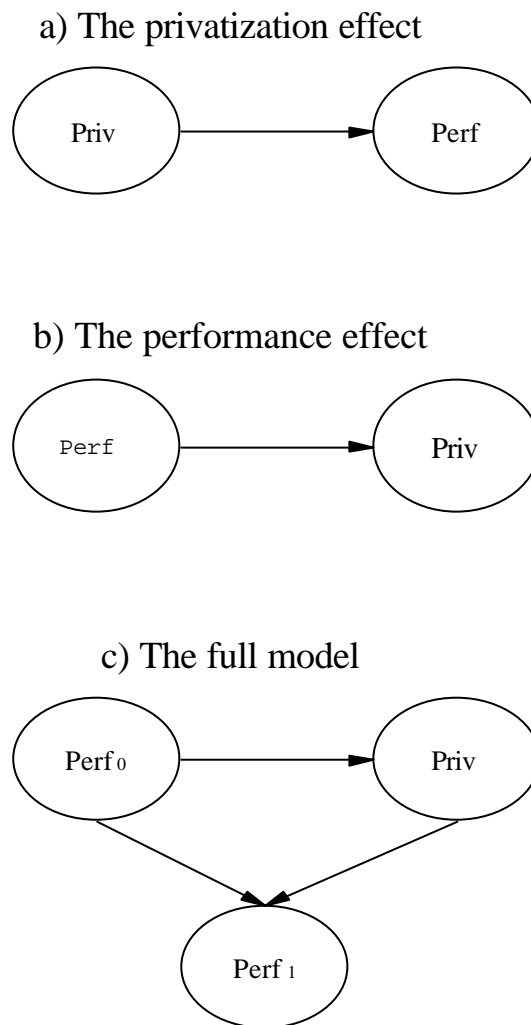 a) The privatization effect
Priv
Perf
b) The performance effect
Perf
Priv
c) The full model
Perf 0
Priv
Perf 1